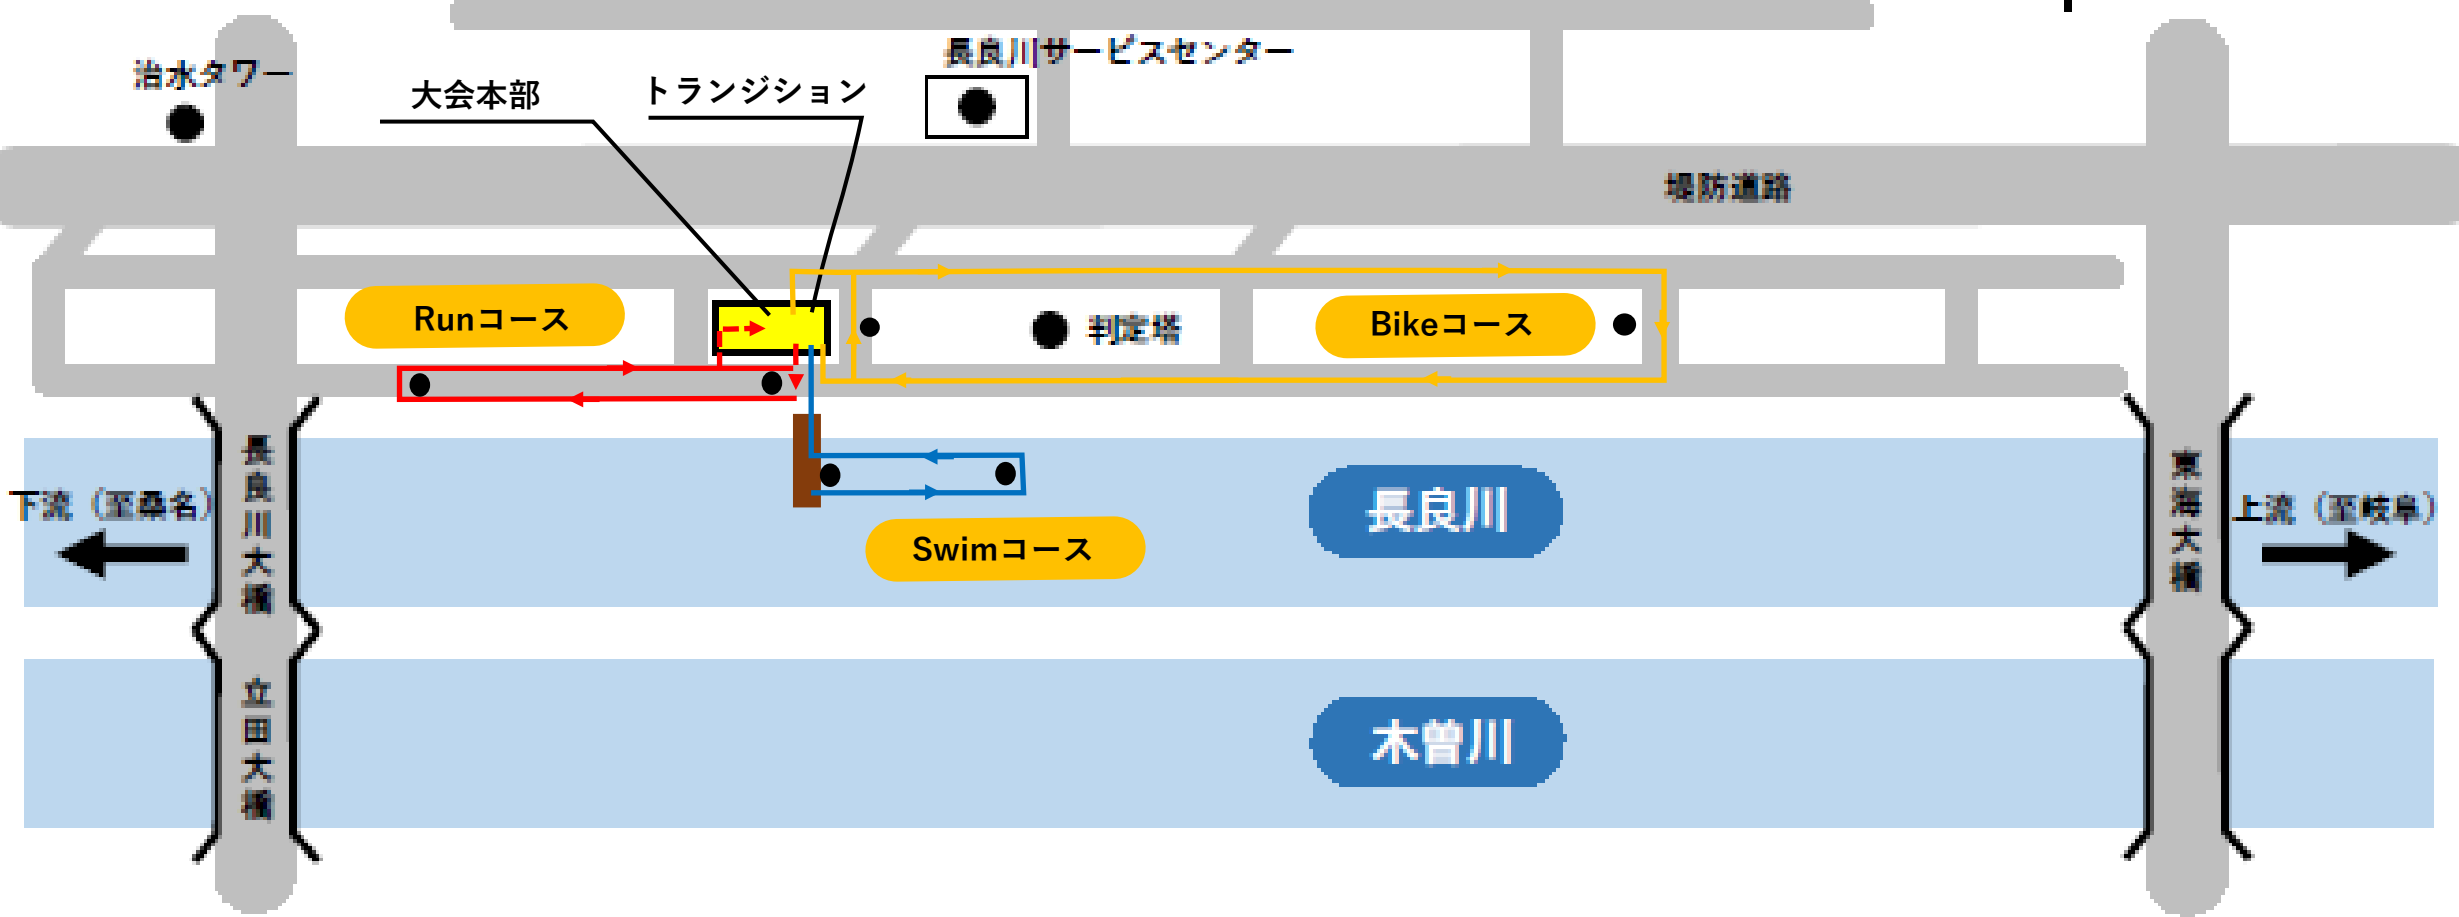 長良川サービスセンター
治水タワー
大会本部
トランジション
堤防道路
Runコース
判定塔
Bikeコース
長良川大橋
下流（至桑名）
長良川
東海大橋
上流（至岐阜）
Swimコース
立田大橋
木曽川